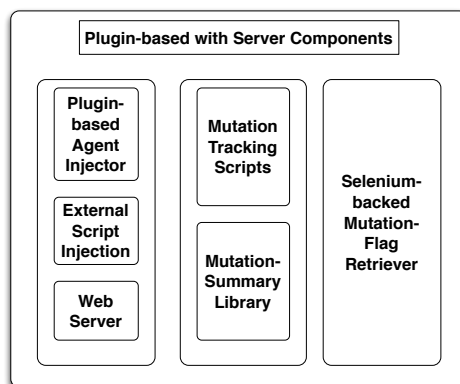 Plugin-based with Server Components
Plugin-
based
Agent
Injector
External
Script
Injection
Web
Server
Mutation
Tracking
Scripts
Mutation-
Summary
Library
Selenium-
backed
Mutation-
Flag
Retriever